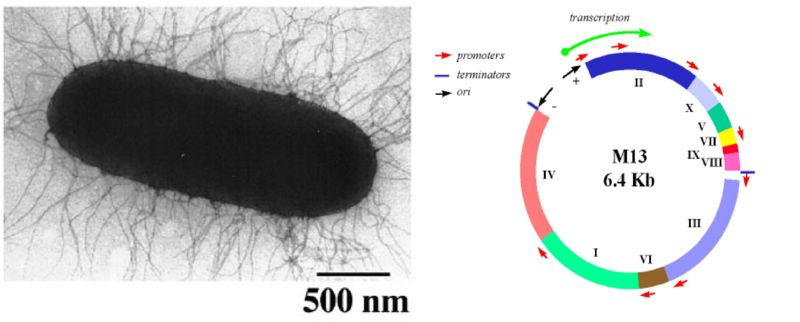 500 nm
transcription
promoters
terminators
ori
+
-
II
X
V
VII
IX
VIII
M13
6.4 Kb
IV
III
I
VI